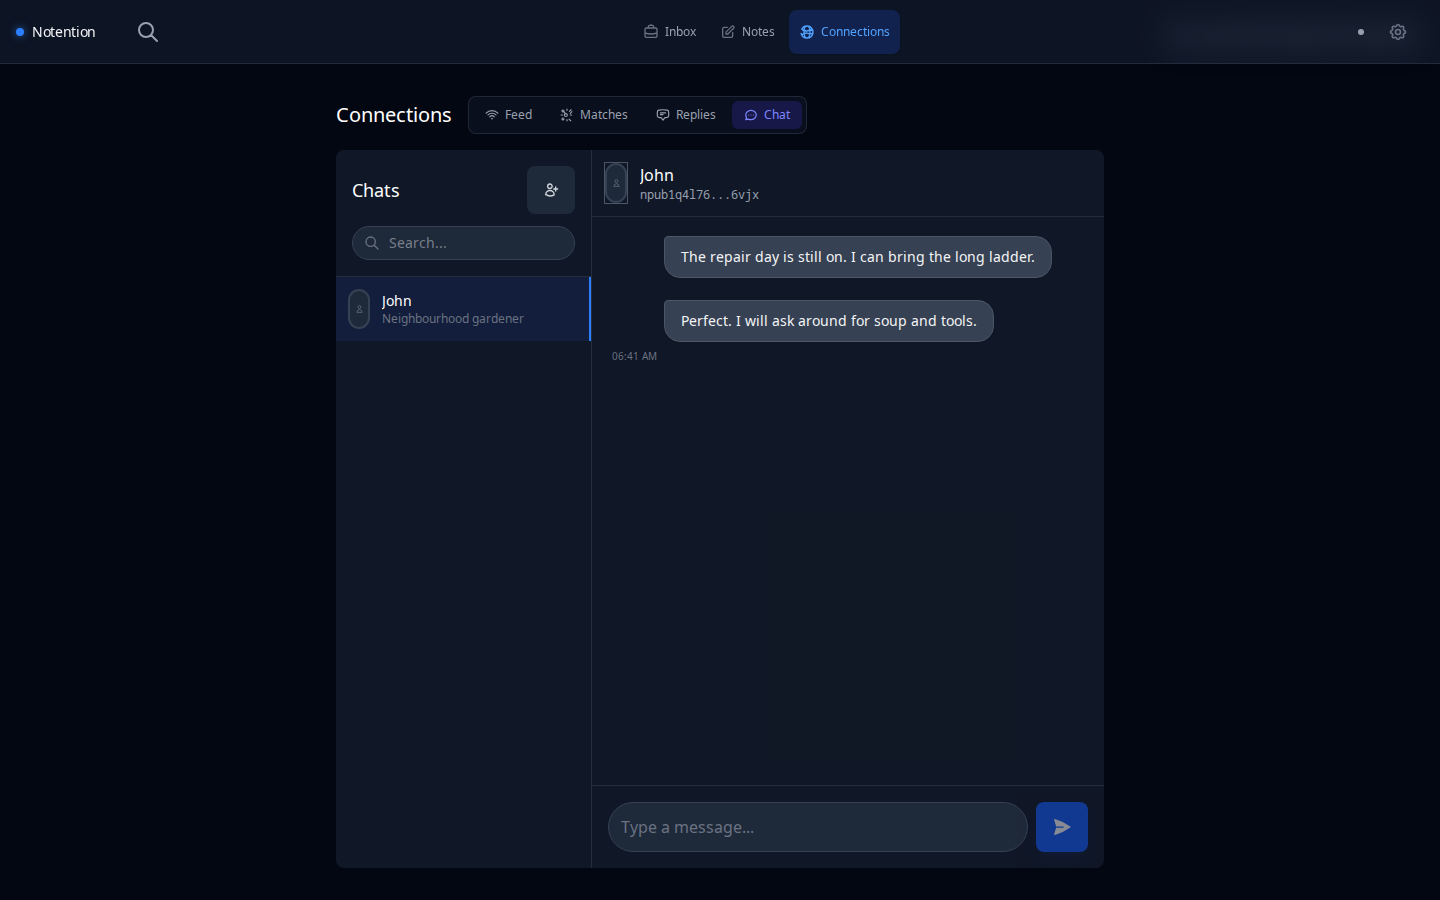 Notention
Inbox
Notes
Connections
Connections
Feed
Matches
Replies
Chat
Chats
Search...
John
Neighbourhood gardener
John
npub1q4l76...6vjx
The repair day is still on. I can bring the long ladder.
Perfect. I will ask around for soup and tools.
06:41 AM
Type a message...